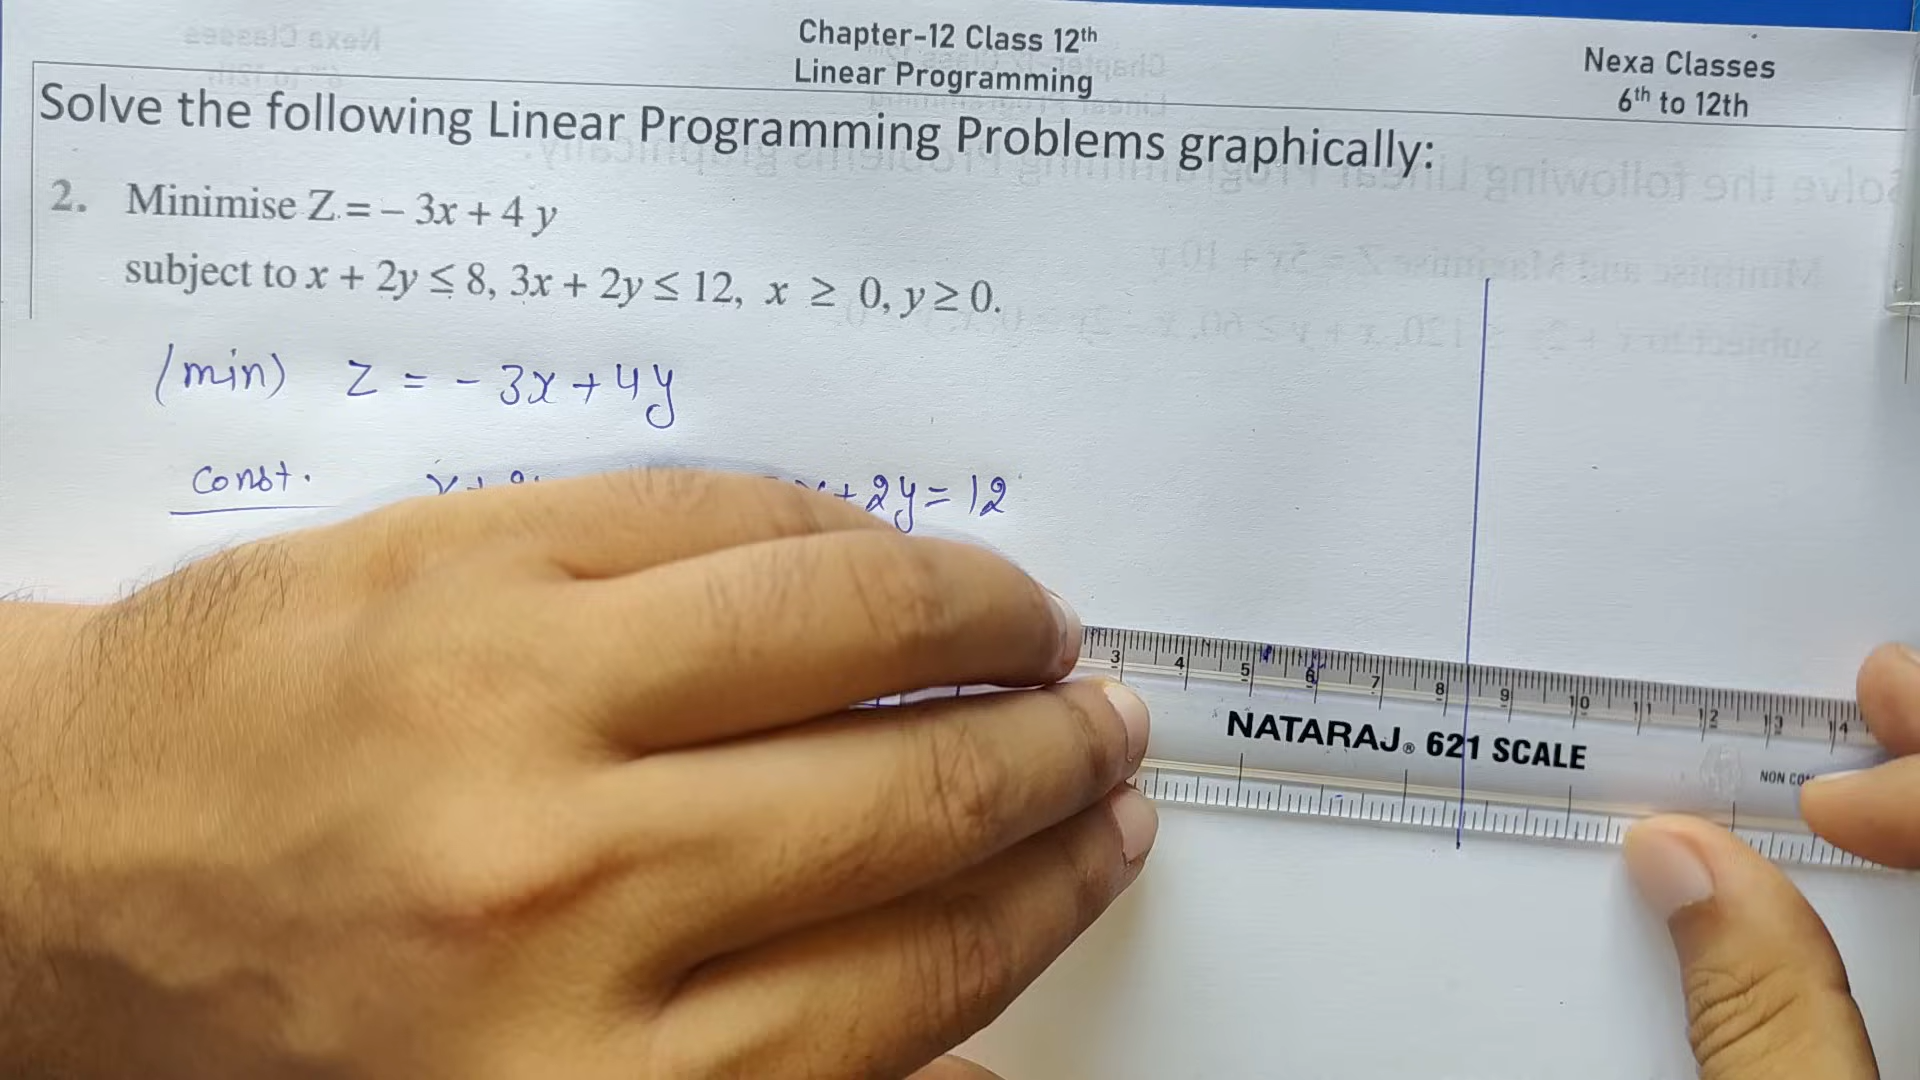 Chapter-12 Class 12th
Linear Programming
Nexa Classes
6th to 12th
Solve the following Linear Programming Problems graphically:
2. Minimise Z = – 3x + 4 y
subject to x + 2y ≤ 8, 3x + 2y ≤ 12, x ≥ 0, y ≥ 0.
(min) Z = - 3x + 4y
Const. x + 2y = 12
3 4 5 6 7 8 9 10 11 12 13 14
NATARAJ® 621 SCALE
NON